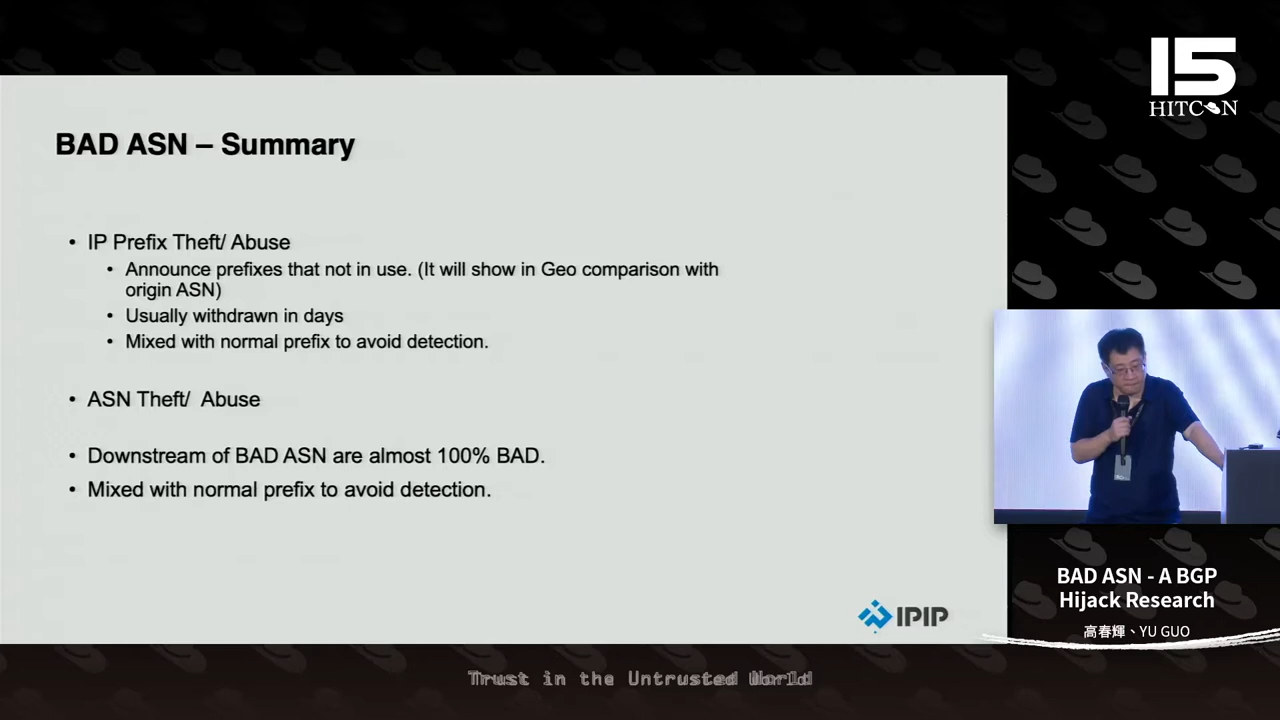 15
HITCON
BAD ASN – Summary
• IP Prefix Theft/ Abuse
• Announce prefixes that not in use. (It will show in Geo comparison with
origin ASN)
• Usually withdrawn in days
• Mixed with normal prefix to avoid detection.
• ASN Theft/ Abuse
• Downstream of BAD ASN are almost 100% BAD.
• Mixed with normal prefix to avoid detection.
IPIP
BAD ASN - A BGP
Hijack Research
高春輝、YU GUO
Trust in the Untrusted World